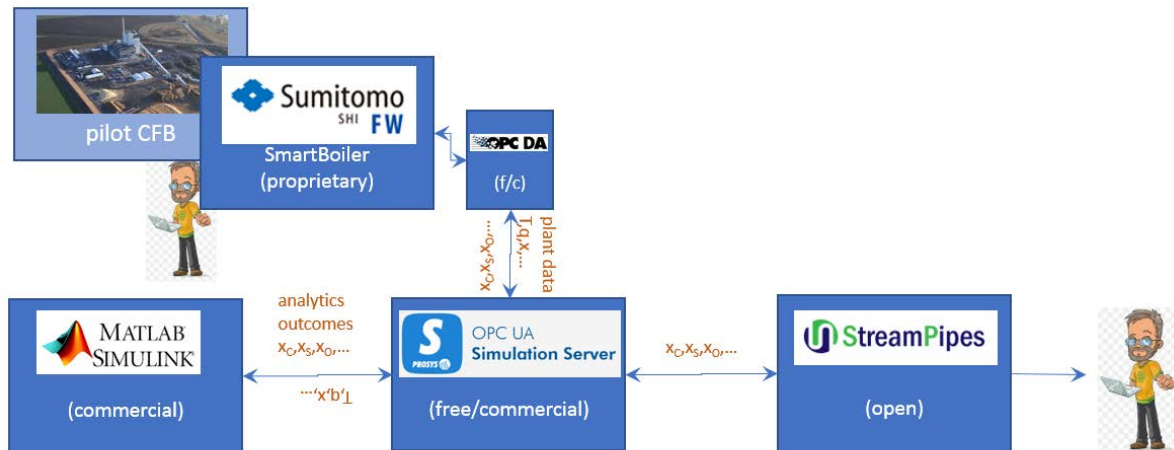 pilot CFB
Sumitomo
SHI FW
SmartBoiler
(proprietary)
OPC DA
(f/c)
plant data
T,q,x,...
x_C,x_S,x_O,...
MATLAB
SIMULINK
(commercial)
analytics
outcomes
x_C,x_S,x_O,...
T,q,x,...
S
PROSYS
OPC UA
Simulation Server
(free/commercial)
x_C,x_S,x_O,...
StreamPipes
(open)